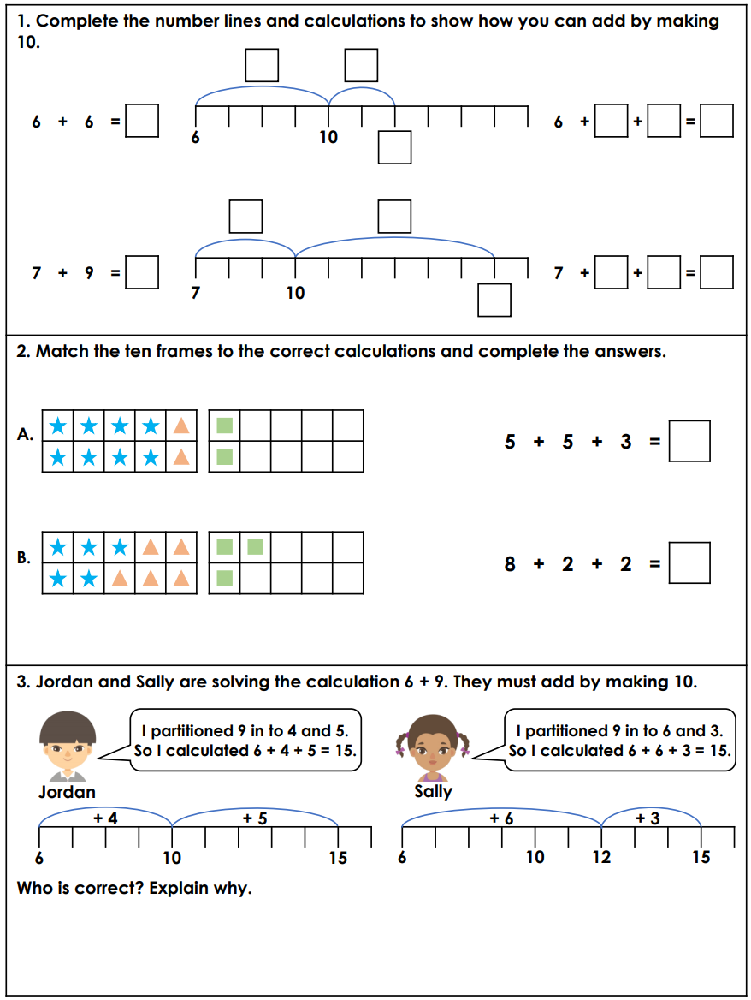 1. Complete the number lines and calculations to show how you can add by making
10.
6 + 6 =
6 10
6 + + =
7 + 9 =
7 10
7 + + =
2. Match the ten frames to the correct calculations and complete the answers.
A.
5 + 5 + 3 =
B.
8 + 2 + 2 =
3. Jordan and Sally are solving the calculation 6 + 9. They must add by making 10.
I partitioned 9 in to 4 and 5.
So I calculated 6 + 4 + 5 = 15.
Jordan
I partitioned 9 in to 6 and 3.
So I calculated 6 + 6 + 3 = 15.
Sally
+ 4 + 5
6 10 15
+ 6 + 3
6 10 12 15
Who is correct? Explain why.